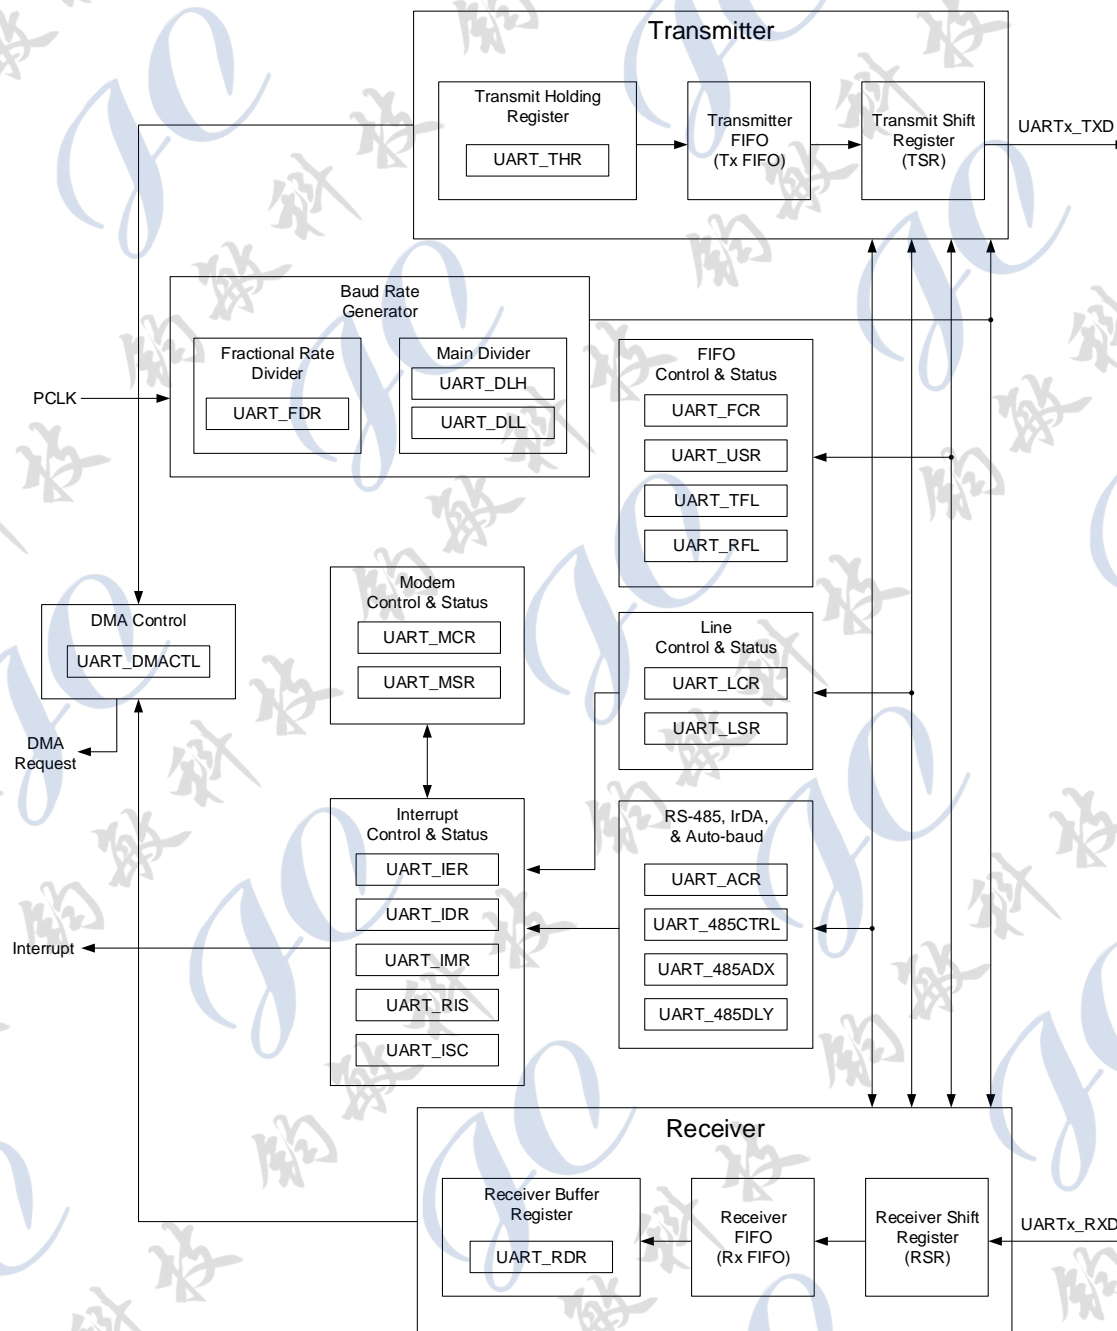 Transmitter
Transmit Holding
Register
UART_THR
Transmitter
FIFO
(Tx FIFO)
Transmit Shift
Register
(TSR)
UARTx_TXD
Baud Rate
Generator
Fractional Rate
Divider
UART_FDR
Main Divider
UART_DLH
UART_DLL
PCLK
FIFO
Control & Status
UART_FCR
UART_USR
UART_TFL
UART_RFL
Modem
Control & Status
UART_MCR
UART_MSR
DMA Control
UART_DMACTL
DMA
Request
Line
Control & Status
UART_LCR
UART_LSR
Interrupt
Control & Status
UART_IER
UART_IDR
UART_IMR
UART_RIS
UART_ISC
Interrupt
RS-485, IrDA,
& Auto-baud
UART_ACR
UART_485CTRL
UART_485ADX
UART_485DLY
Receiver
Receiver Buffer
Register
UART_RDR
Receiver
FIFO
(Rx FIFO)
Receiver Shift
Register
(RSR)
UARTx_RXD